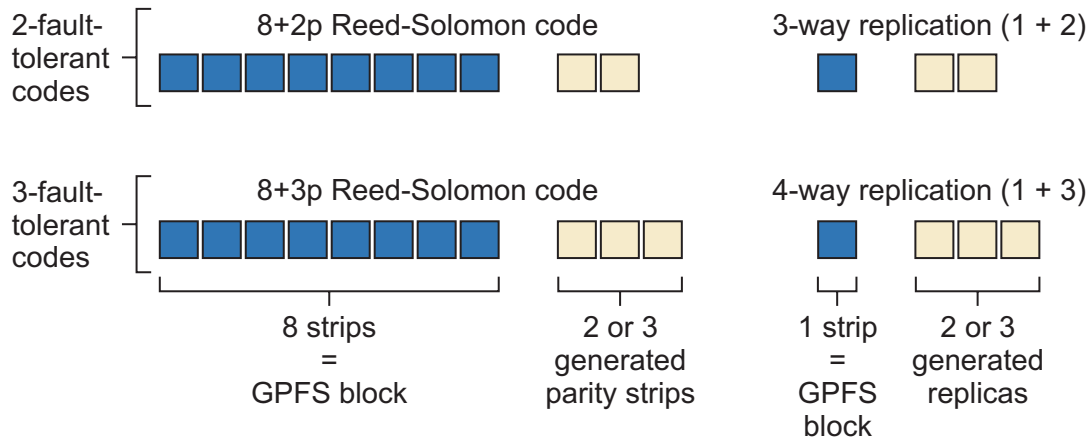 2-fault-
tolerant
codes
8+2p Reed-Solomon code
3-way replication (1 + 2)
3-fault-
tolerant
codes
8+3p Reed-Solomon code
4-way replication (1 + 3)
8 strips
=
GPFS block
2 or 3
generated
parity strips
1 strip
=
GPFS
block
2 or 3
generated
replicas